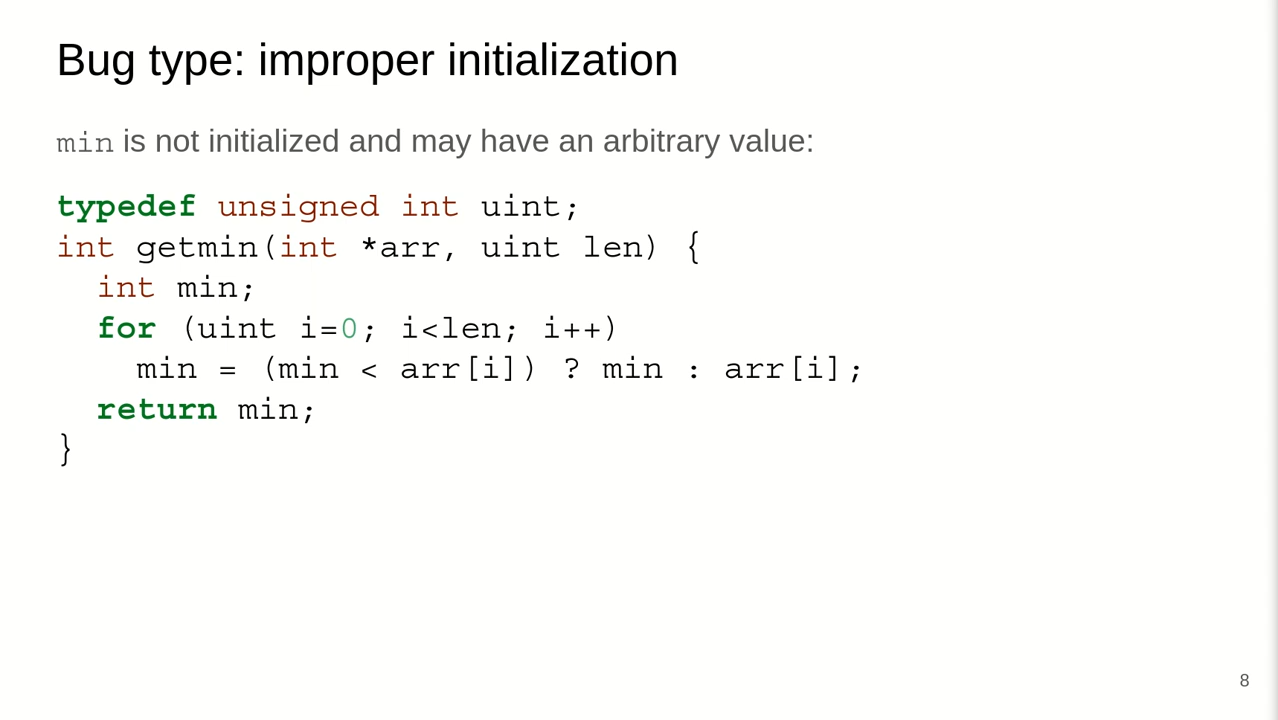 Bug type: improper initialization
min is not initialized and may have an arbitrary value:
typedef unsigned int uint;
int getmin(int *arr, uint len) {
  int min;
  for (uint i=0; i<len; i++)
    min = (min < arr[i]) ? min : arr[i];
  return min;
}
8